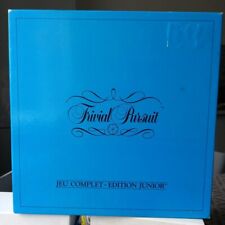 Trivial Pursuit
JEU COMPLET - EDITION JUNIOR